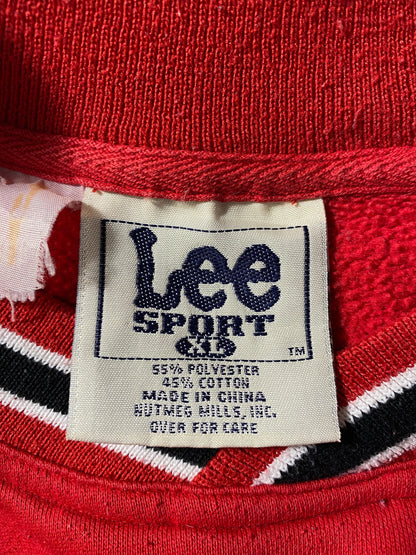 Lee
SPORT
XL
TM
55% POLYESTER
45% COTTON
MADE IN CHINA
NUTMEG MILLS, INC.
OVER FOR CARE